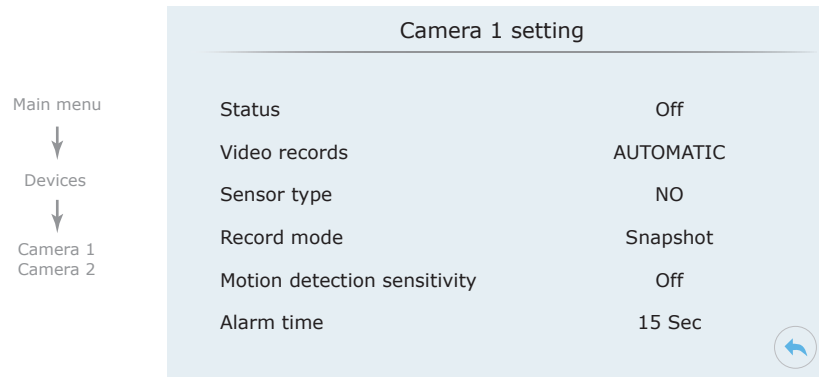 Camera 1 setting
Main menu
Devices
Camera 1
Camera 2
Status Off
Video records AUTOMATIC
Sensor type NO
Record mode Snapshot
Motion detection sensitivity Off
Alarm time 15 Sec